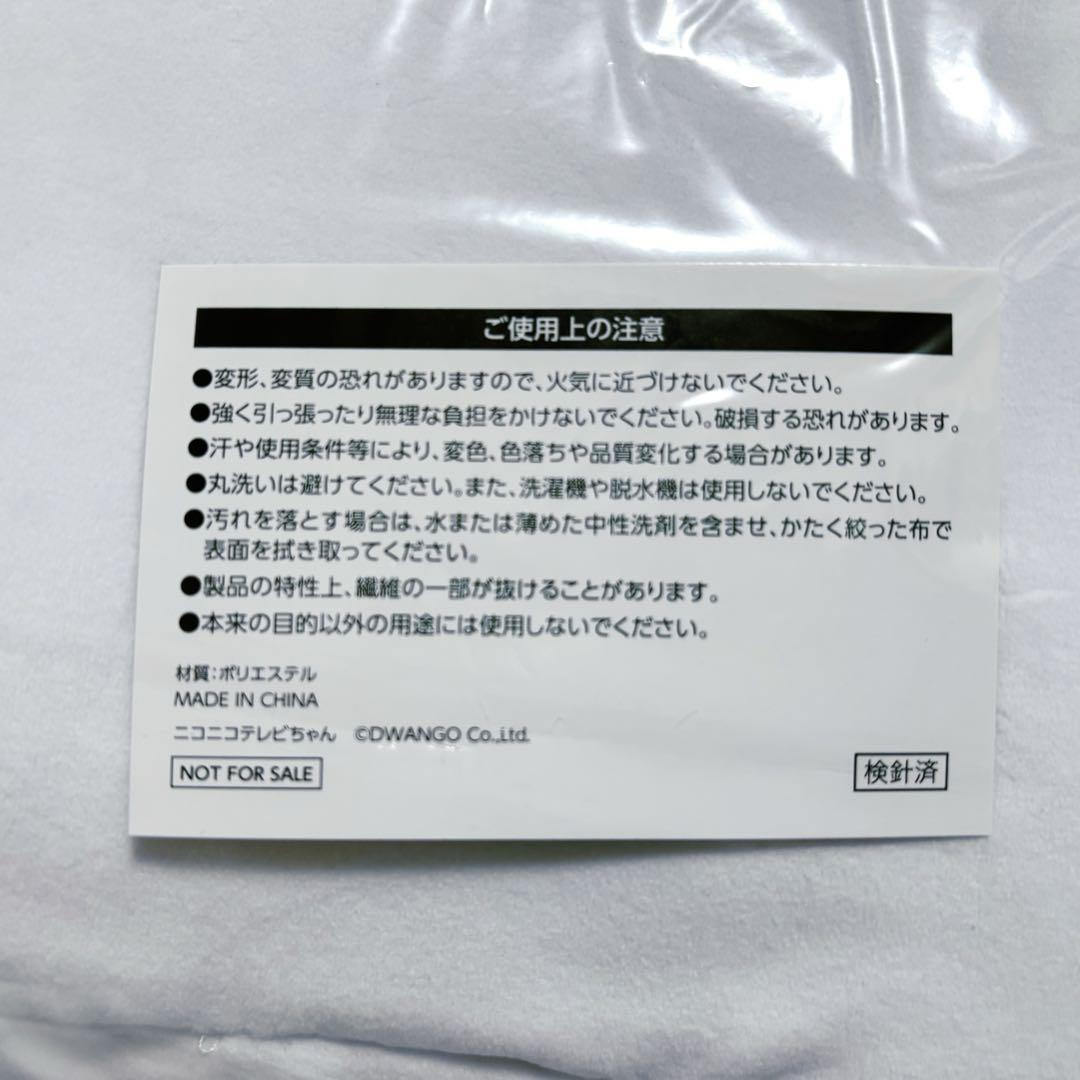 ご使用上の注意
●変形、変質の恐れがありますので、火気に近づけないでください。
●強く引っ張ったり無理な負担をかけないでください。破損する恐れがあります。
●汗や使用条件等により、変色、色落ちや品質変化する場合があります。
●丸洗いは避けてください。また、洗濯機や脱水機は使用しないでください。
●汚れを落とす場合は、水または薄めた中性洗剤を含ませ、かたく絞った布で
表面を拭き取ってください。
●製品の特性上、繊維の一部が抜けることがあります。
●本来の目的以外の用途には使用しないでください。
材質：ポリエステル
MADE IN CHINA
ニコニコテレビちゃん ©DWANGO Co.,Ltd.
NOT FOR SALE
検針済